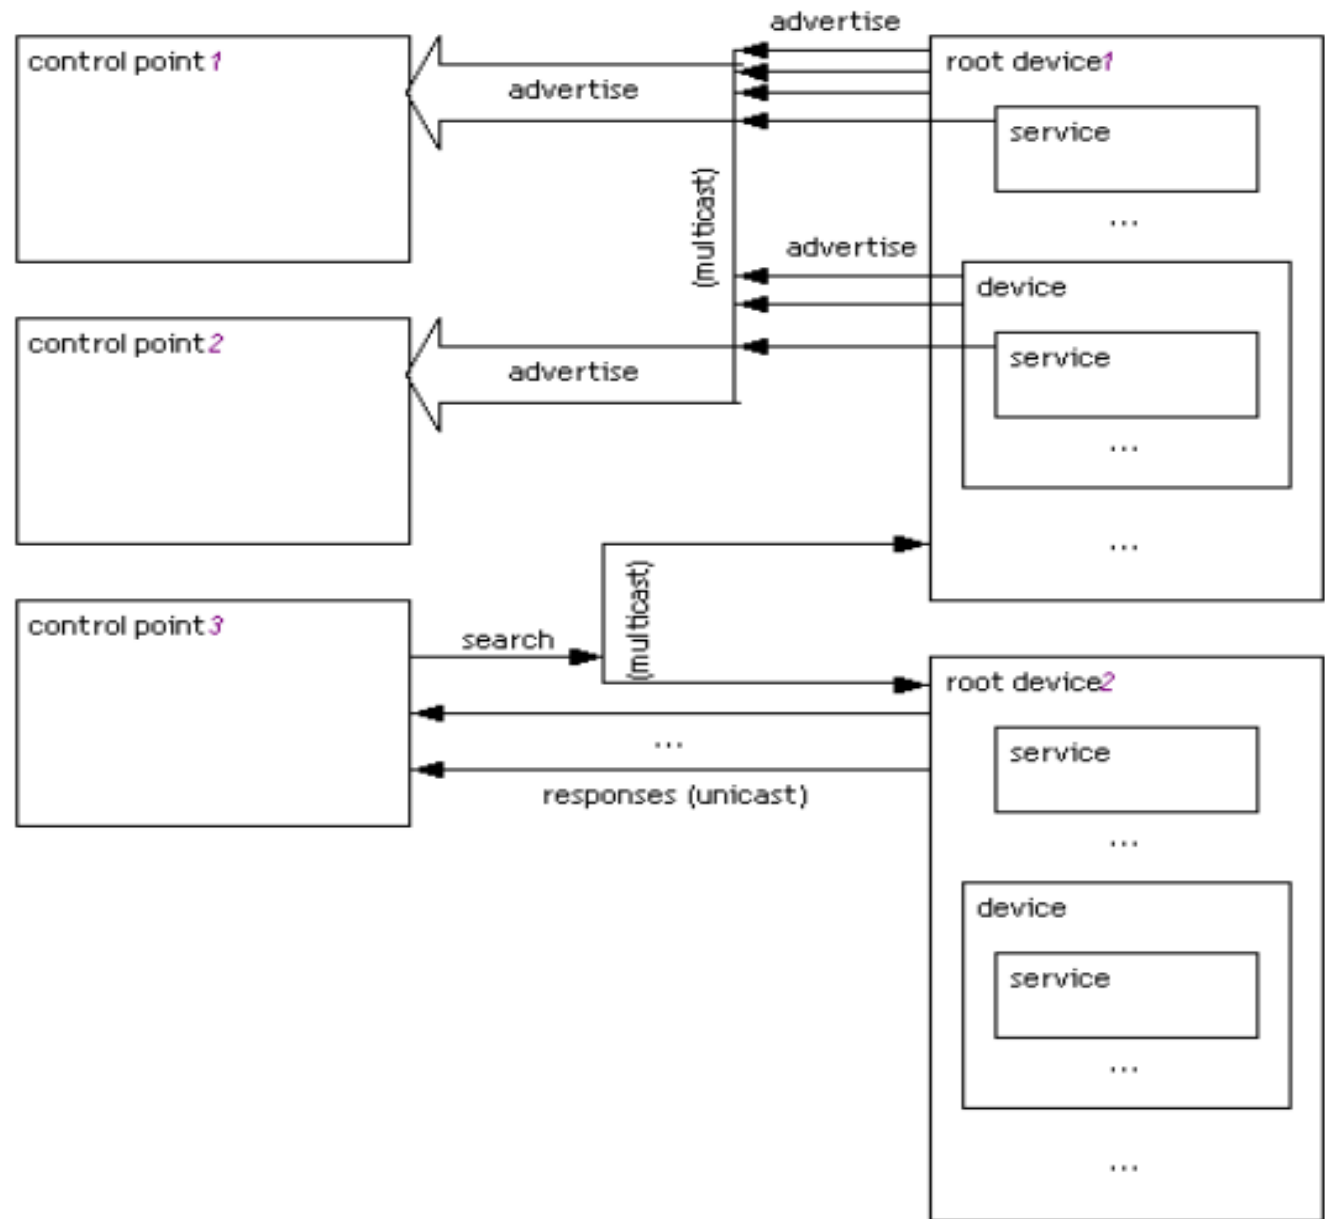 advertise
control point 1
root device1
advertise
service
...
(multicast)
advertise
device
control point 2
service
advertise
...
...
(multicast)
control point 3
search
root device2
...
service
responses (unicast)
...
device
service
...
...